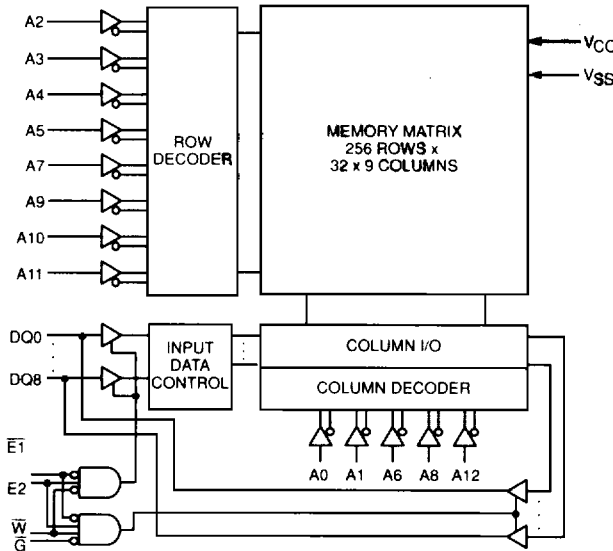 A2
A3
A4
A5
A7
A9
A10
A11
ROW
DECODER
MEMORY MATRIX
256 ROWS x
32 x 9 COLUMNS
VCC
VSS
DQ0
DQ8
INPUT
DATA
CONTROL
COLUMN I/O
COLUMN DECODER
A0 A1 A6 A8 A12
E1
E2
W
G